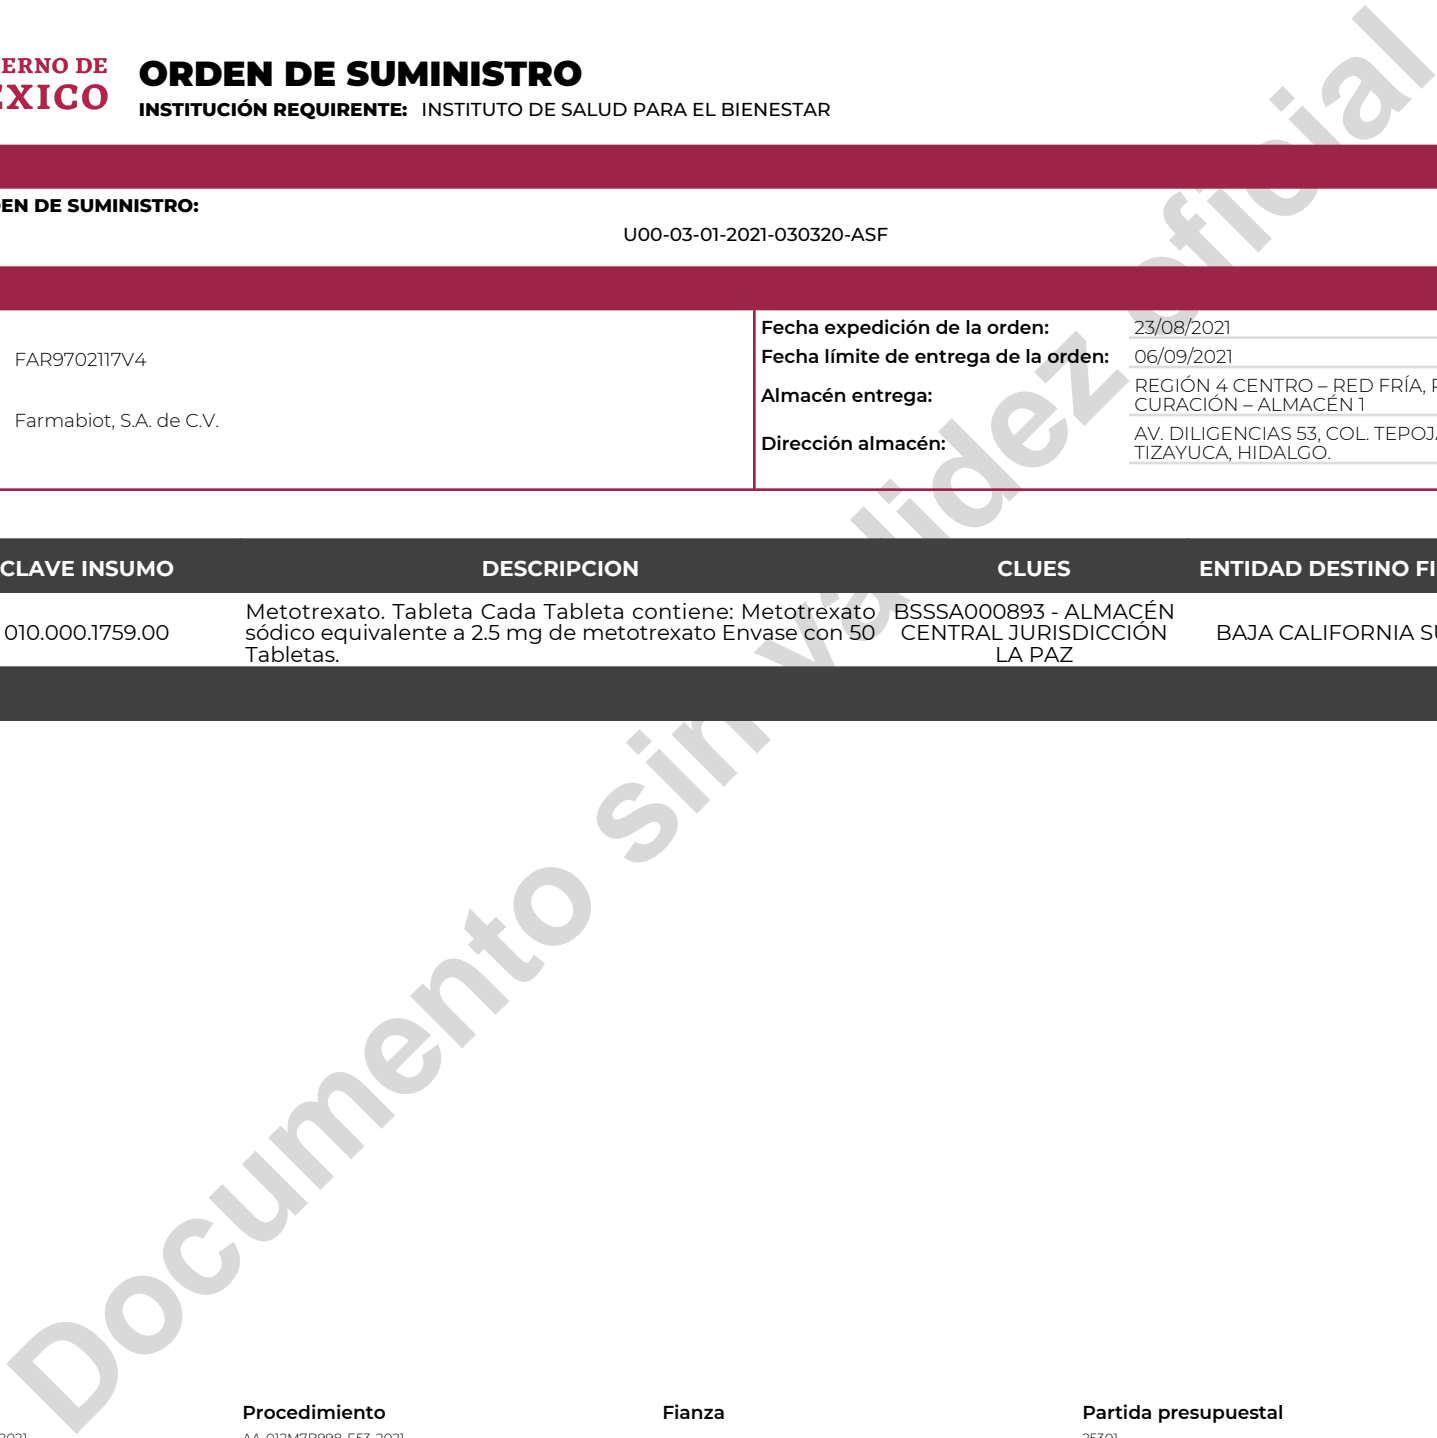 ERNO DE
ORDEN DE SUMINISTRO
INSTITUCIÓN REQUIRENTE: INSTITUTO DE SALUD PARA EL BIENESTAR
EXICO
EN DE SUMINISTRO:
U00-03-01-2021-030320-ASF
FAR9702117V4
Farmabiot, S.A. de C.V.
Fecha expedición de la orden: 23/08/2021
Fecha límite de entrega de la orden: 06/09/2021
Almacén entrega: REGIÓN 4 CENTRO – RED FRÍA,
CURACIÓN – ALMACÉN 1
Dirección almacén: AV. DILIGENCIAS 53, COL. TEPOJ
TIZAYUCA, HIDALGO.
CLAVE INSUMO DESCRIPCION CLUES ENTIDAD DESTINO FI
010.000.1759.00
Metotrexato. Tableta Cada Tableta contiene: Metotrexato
sódico equivalente a 2.5 mg de metotrexato Envase con 50
Tabletas.
BSSSA000893 - ALMACÉN
CENTRAL JURISDICCIÓN
LA PAZ
BAJA CALIFORNIA S
Documento sin validez oficial
Procedimiento Fianza Partida presupuestal